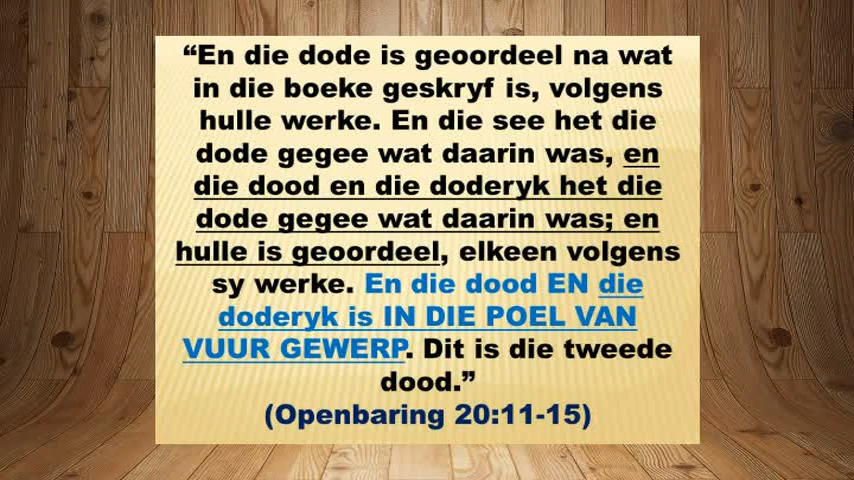 “En die dode is geoordeel na wat
in die boeke geskryf is, volgens
hulle werke. En die see het die
dode gegee wat daarin was, en
die dood en die doderyk het die
dode gegee wat daarin was; en
hulle is geoordeel, elkeen volgens
sy werke. En die dood EN die
doderyk is IN DIE POEL VAN
VUUR GEWERP. Dit is die tweede
dood.”
(Openbaring 20:11-15)